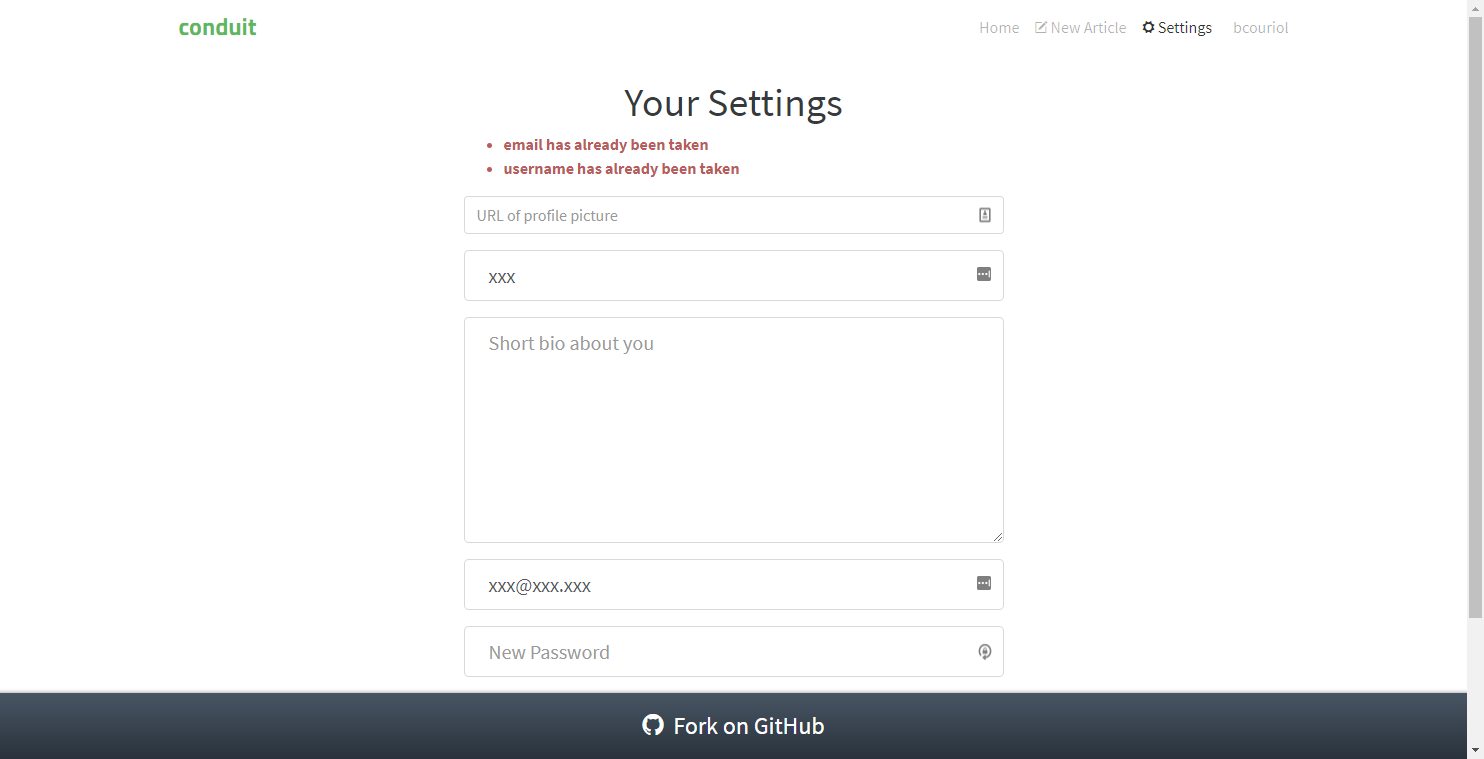 conduit
Home New Article Settings bcouriol
Your Settings
email has already been taken
username has already been taken
URL of profile picture
xxx
Short bio about you
xxx@xxx.xxx
New Password
Fork on GitHub